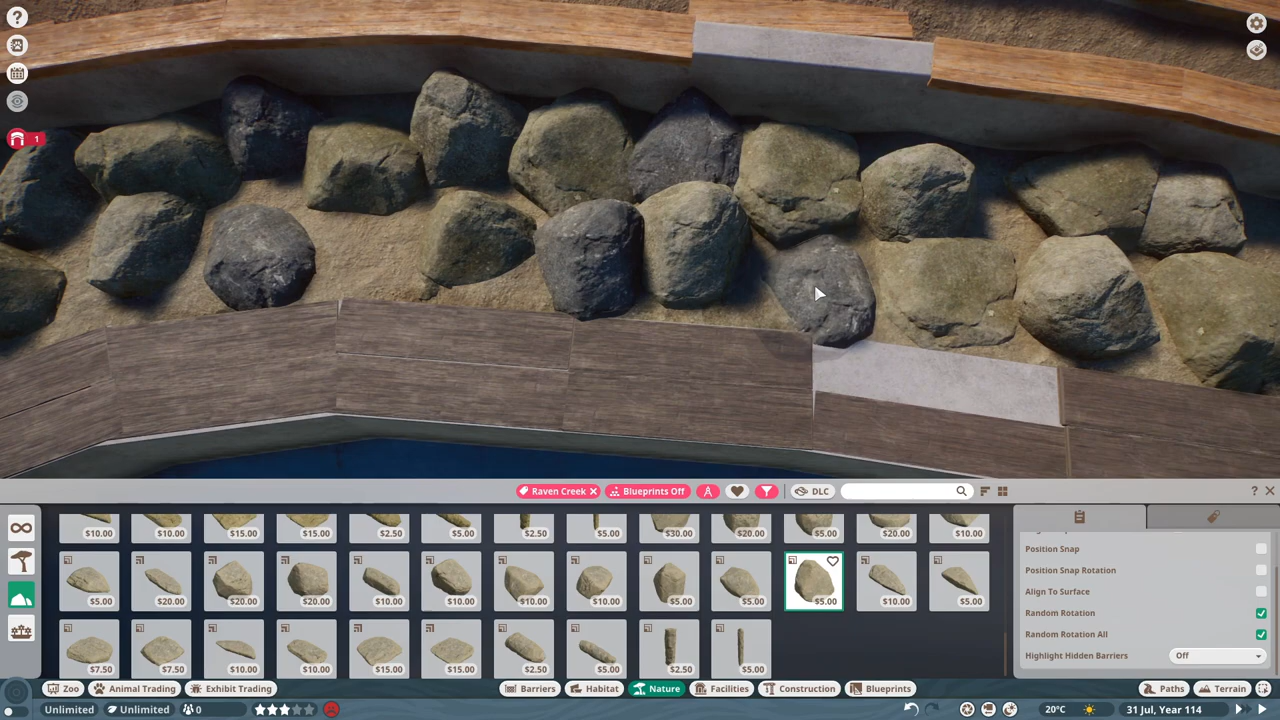 ?
1
Raven Creek ✕
Blueprints Off
DLC
? ✕
$10.00 $10.00 $15.00 $15.00 $2.50 $5.00 $2.50 $5.00 $30.00 $20.00 $5.00 $20.00 $10.00
$5.00 $20.00 $20.00 $20.00 $10.00 $10.00 $10.00 $10.00 $5.00 $5.00 $5.00 $10.00 $5.00
$7.50 $7.50 $10.00 $10.00 $15.00 $15.00 $2.50 $5.00 $2.50 $5.00
Position Snap
Position Snap Rotation
Align To Surface
Random Rotation
Random Rotation All
Highlight Hidden Barriers Off
Zoo Animal Trading Exhibit Trading Barriers Habitat Nature Facilities Construction Blueprints Paths Terrain
Unlimited Unlimited 0 20°C 31 Jul, Year 114